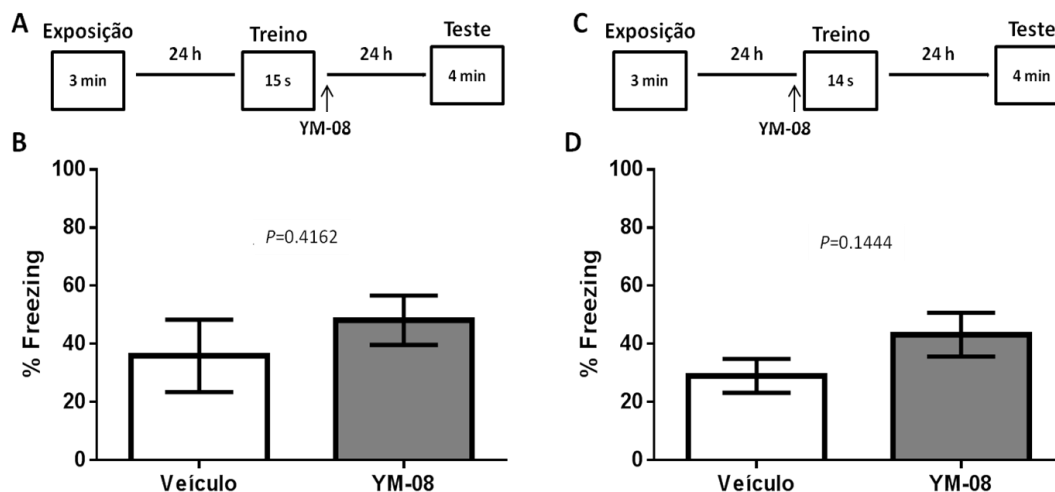 A
Exposição
3 min
24 h
Treino
15 s
24 h
Teste
4 min
YM-08
B
% Freezing
100
80
60
40
20
0
P=0.4162
Veículo
YM-08
C
Exposição
3 min
24 h
Treino
14 s
24 h
Teste
4 min
YM-08
D
% Freezing
100
80
60
40
20
0
P=0.1444
Veículo
YM-08